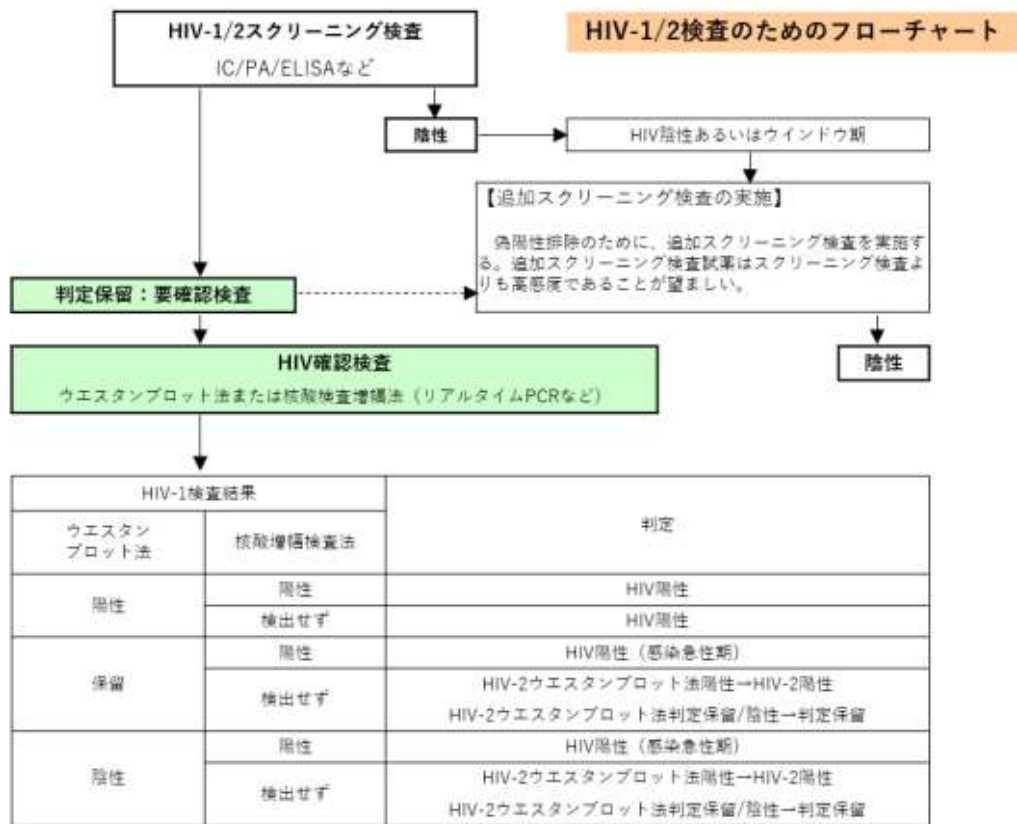 HIV-1/2検査のためのフローチャート
HIV-1/2スクリーニング検査
IC/PA/ELISAなど
陰性
HIV陰性あるいはウインドウ期
【追加スクリーニング検査の実施】
偽陽性排除のために、追加スクリーニング検査を実施す
る。追加スクリーニング検査試薬はスクリーニング検査よ
りも高感度であることが望ましい。
判定保留：要確認検査
陰性
HIV確認検査
ウエスタンブロット法または核酸検査増幅法（リアルタイムPCRなど）
HIV-1検査結果
判定
ウエスタン
ブロット法
核酸増幅検査法
陽性
陽性
HIV陽性
検出せず
HIV陽性
保留
陽性
HIV陽性（感染急性期）
検出せず
HIV-2ウエスタンブロット法陽性→HIV-2陽性
HIV-2ウエスタンブロット法判定保留/陰性→判定保留
陰性
陽性
HIV陽性（感染急性期）
検出せず
HIV-2ウエスタンブロット法陽性→HIV-2陽性
HIV-2ウエスタンブロット法判定保留/陰性→判定保留